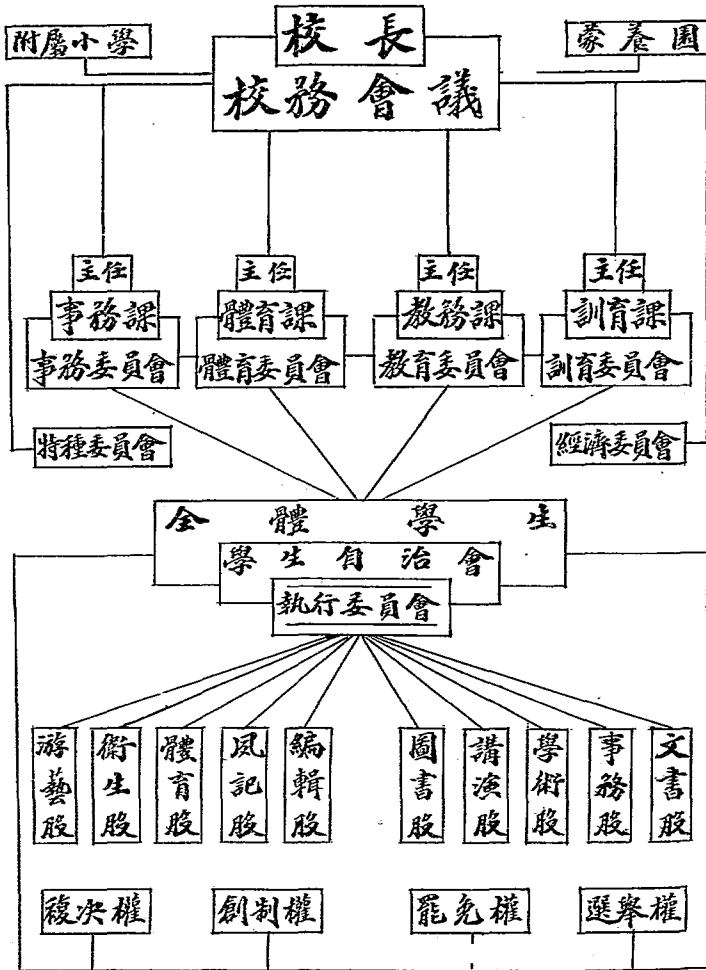 校長
附屬小學
蒙養園
校務會議
主任
主任
主任
主任
事務課
體育課
教務課
訓育課
事務委員會
體育委員會
教育委員會
訓育委員會
特種委員會
經濟委員會
全體學生
學生自治會
執行委員會
游藝股
衛生股
體育股
風記股
編輯股
圖書股
講演股
學術股
事務股
文書股
複決權
創制權
罷免權
選舉權